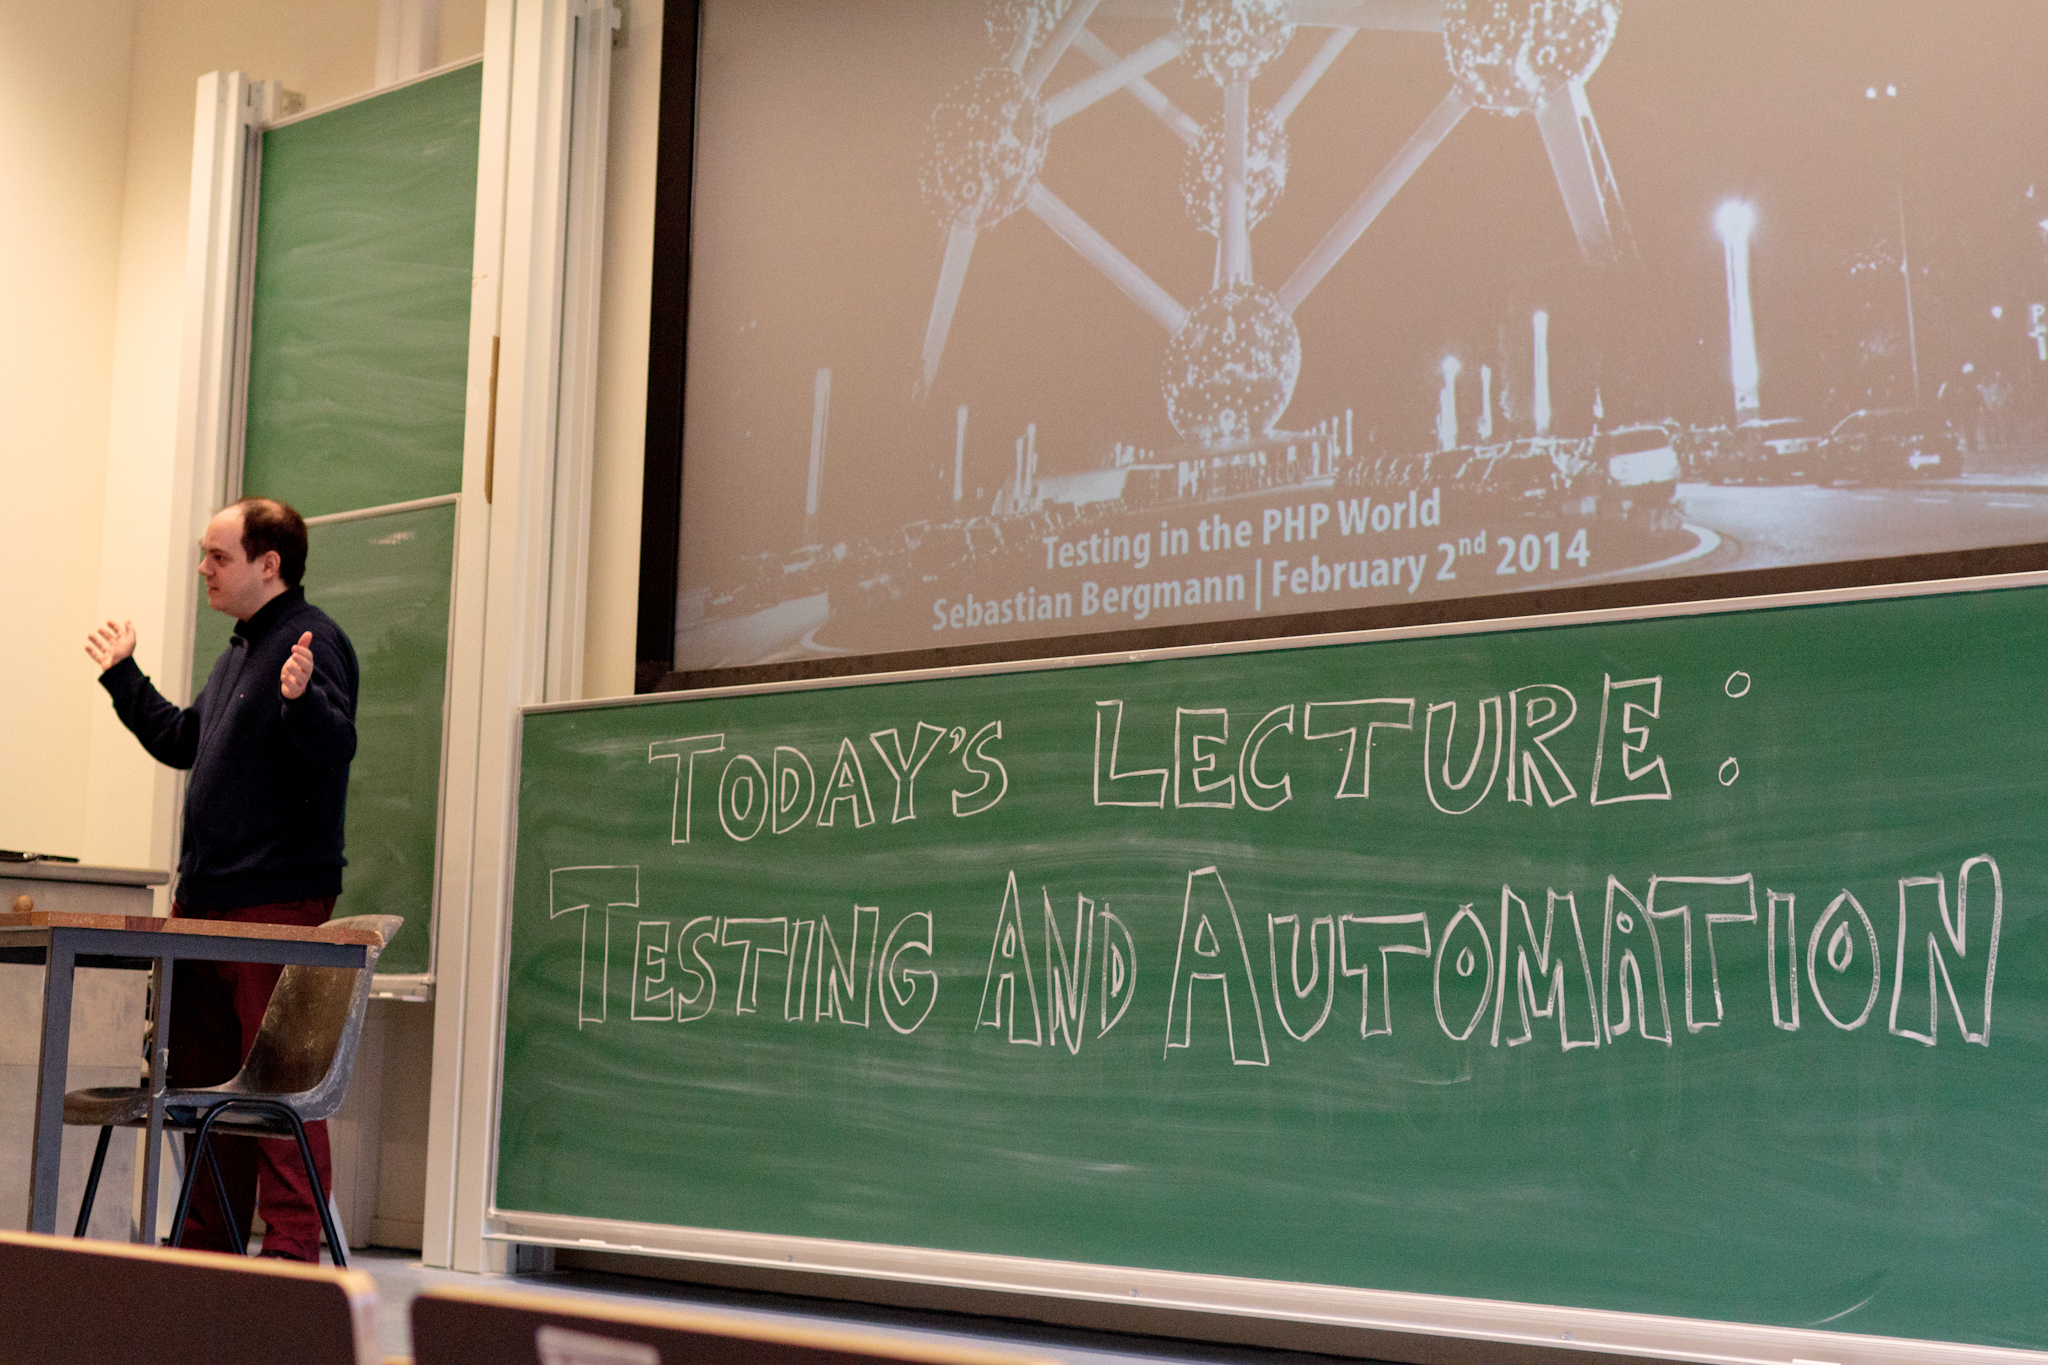 Testing in the PHP World
Sebastian Bergmann | February 2nd 2014
TODAY'S LECTURE:
TESTING AND AUTOMATION